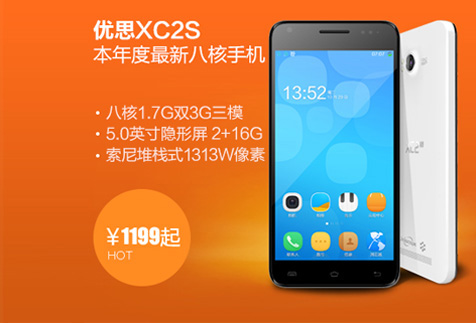 优思XC2S
本年度最新八核手机
• 八核1.7G双3G三模
• 5.0英寸隐形屏 2+16G
• 索尼堆栈式1313W像素
¥1199起
HOT
13:52